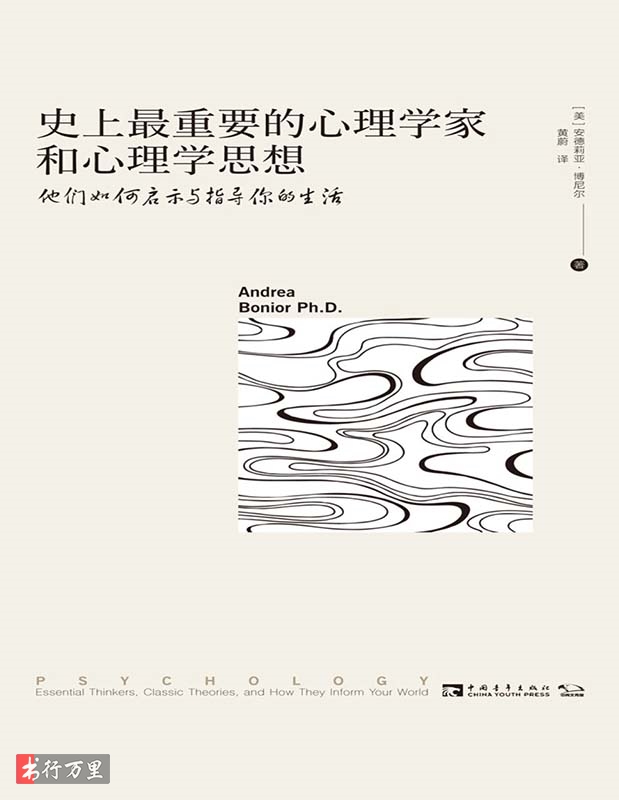 史上最重要的心理学家
和心理学思想
他们如何启示与指导你的生活
[美]安德莉亚·博尼尔 著
黄蔚 译
Andrea
Bonior Ph.D.
PSYCHOLOGY
Essential Thinkers, Classic Theories, and How They Inform Your World
中国青年出版社
CHINA YOUTH PRESS
书行万里